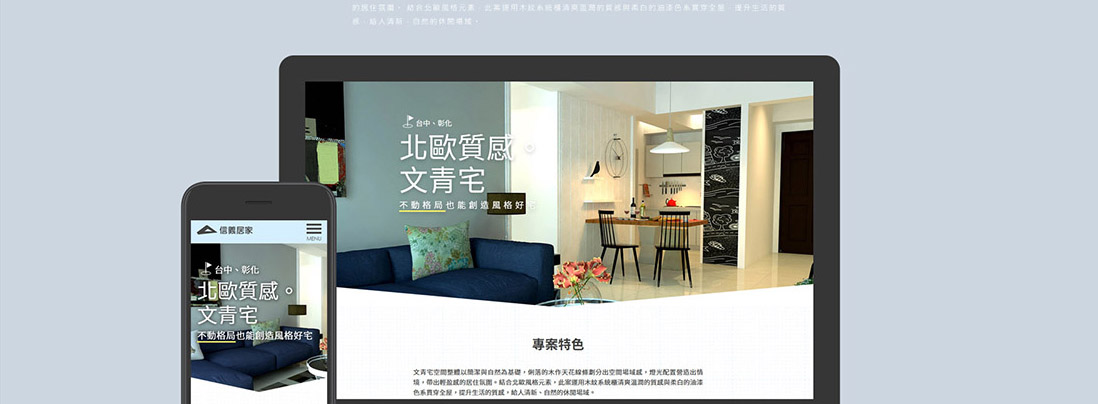 的居住氛圍。結合北歐風格元素，此案運用木紋系統櫃清爽溫潤的質感與柔白的油漆色系貫穿全屋，提升生活的質
感，給人清新、自然的休閒場域。
台中、彰化
北歐質感。
文青宅
不動格局也能創造風格好宅
信義居家
MENU
台中、彰化
北歐質感。
文青宅
不動格局也能創造風格好宅
專案特色
文青宅空間整體以簡潔與自然為基礎，俐落的木作天花線條劃分出空間場域感，燈光配置營造出情
境，帶出輕盈感的居住氛圍。結合北歐風格元素，此案運用木紋系統櫃清爽溫潤的質感與柔白的油漆
色系貫穿全屋，提升生活的質感，給人清新、自然的休閒場域。